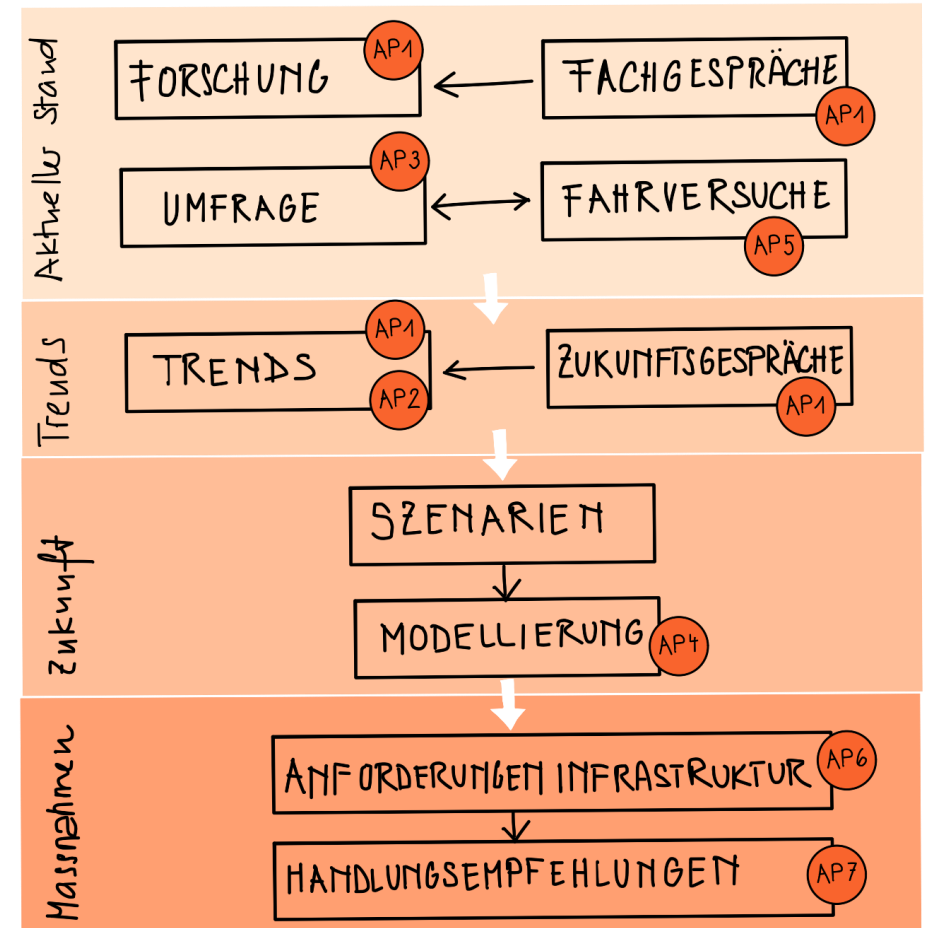 Aktueller Stand
FORSCHUNG
AP1
FACHGESPRÄCHE
AP1
UMFRAGE
AP3
FAHRVERSUCHE
AP5
Trends
TRENDS
AP1
AP2
ZUKUNFTSGESPRÄCHE
AP1
Zukunft
SZENARIEN
MODELLIERUNG
AP4
Massnahmen
ANFORDERUNGEN INFRASTRUKTUR
AP6
HANDLUNGSEMPFEHLUNGEN
AP7